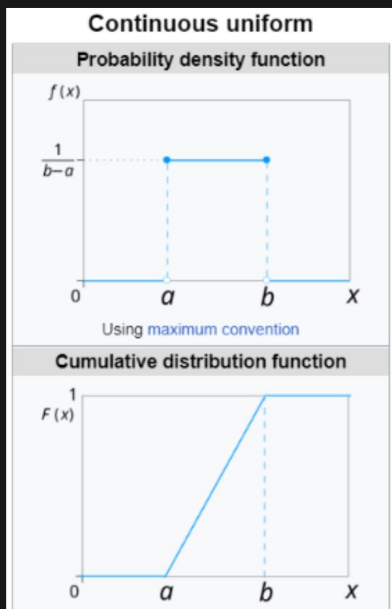 Continuous uniform
Probability density function
f(x)
1
b−a
0 a b x
Using maximum convention
Cumulative distribution function
1
F(x)
0 a b x